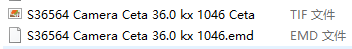 S36564 Camera Ceta 36.0 kx 1046 Ceta TIF 文件
S36564 Camera Ceta 36.0 kx 1046.emd EMD 文件